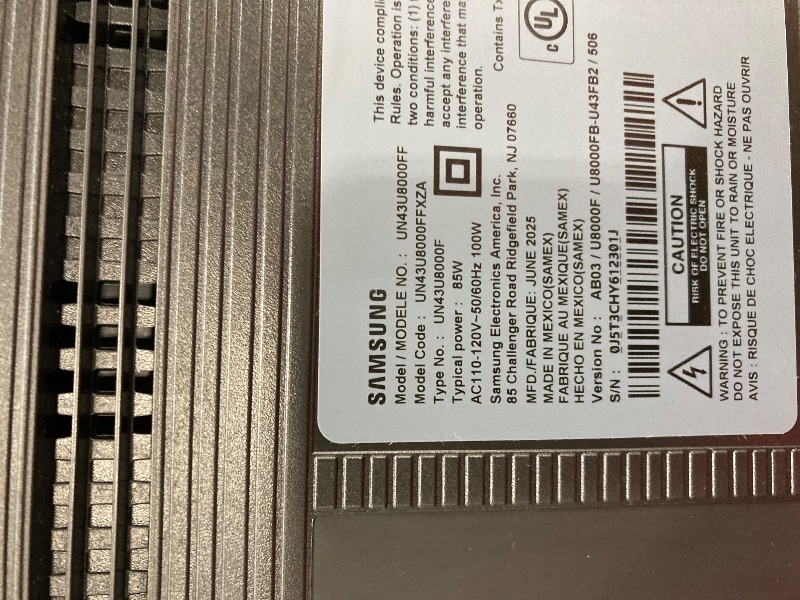 SAMSUNG
Model / MODELE NO. : UN43U8000FF
Model Code : UN43U8000FFXZA
Type No. : UN43U8000F
Typical power : 85W
AC110-120V~50/60Hz 100W
Samsung Electronics America, Inc.
85 Challenger Road Ridgefield Park, NJ 07660
MFD./FABRIQUE: JUNE 2025
MADE IN MEXICO(SAMEX)
FABRIQUE AU MEXIQUE(SAMEX)
HECHO EN MEXICO(SAMEX)
Version No : AB03 / U8000F / U8000FB-U43FB2 / 506
S/N : 0J5T3CHY612301J
This device compli
Rules. Operation is
two conditions: (1)
harmful interference
accept any interfere
interference that ma
operation.
Contains Tx
c UL
CAUTION
RISK OF ELECTRIC SHOCK
DO NOT OPEN
WARNING : TO PREVENT FIRE OR SHOCK HAZARD
DO NOT EXPOSE THIS UNIT TO RAIN OR MOISTURE
AVIS : RISQUE DE CHOC ELECTRIQUE - NE PAS OUVRIR